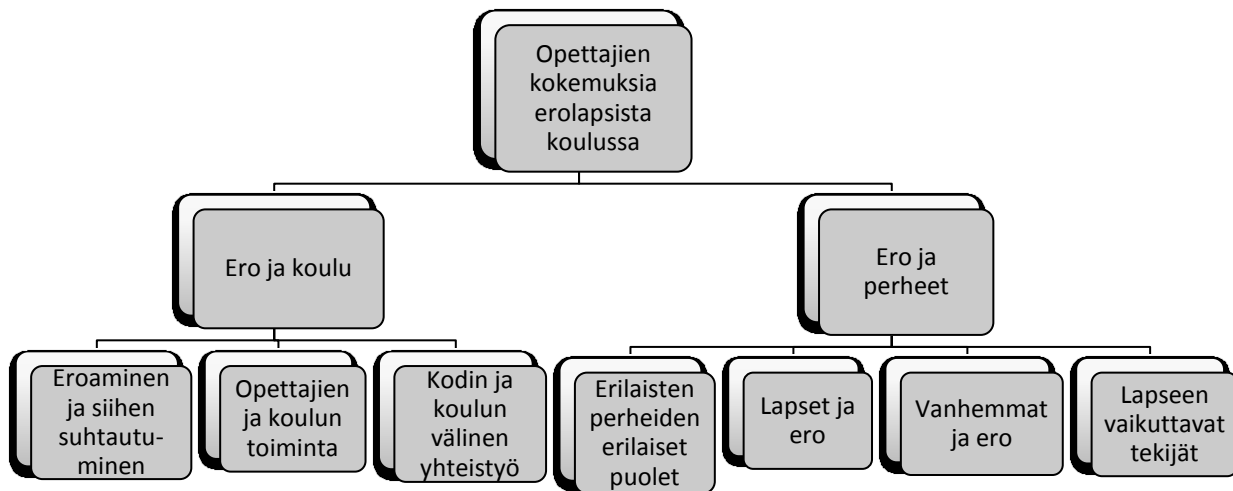 Opettajien
kokemuksia
erolapsista
koulussa
Ero ja koulu
Ero ja
perheet
Eroaminen
ja siihen
suhtautu-
minen
Opettajien
ja koulun
toiminta
Kodin ja
koulun
välinen
yhteistyö
Erilaisten
perheiden
erilaiset
puolet
Lapset ja
ero
Vanhemmat
ja ero
Lapseen
vaikuttavat
tekijät